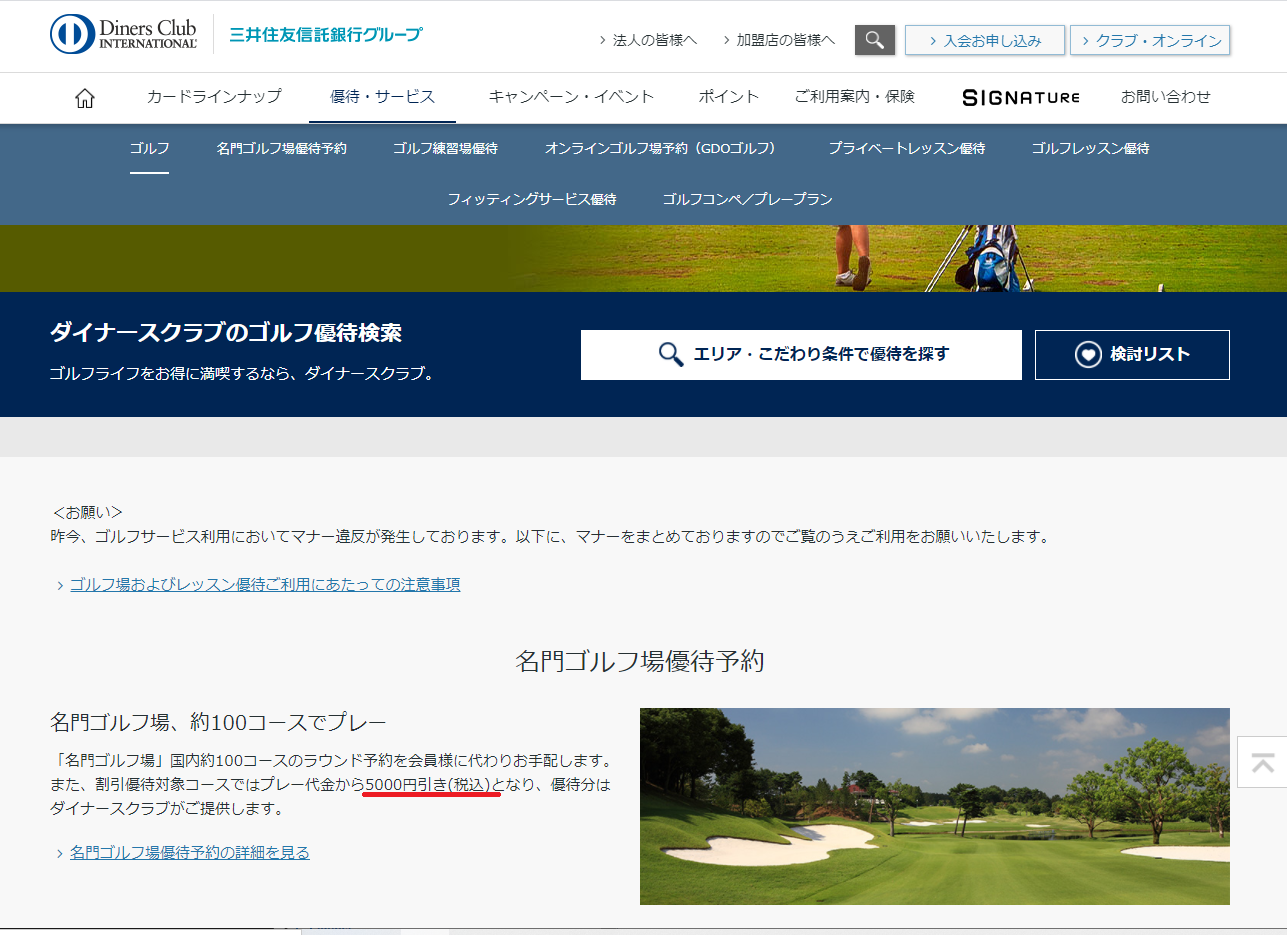 Diners Club
INTERNATIONAL
三井住友信託銀行グループ
法人の皆様へ
加盟店の皆様へ
入会お申し込み
クラブ・オンライン
カードラインナップ
優待・サービス
キャンペーン・イベント
ポイント
ご利用案内・保険
SIGNATURE
お問い合わせ
ゴルフ
名門ゴルフ場優待予約
ゴルフ練習場優待
オンラインゴルフ場予約（GDOゴルフ）
プライベートレッスン優待
ゴルフレッスン優待
フィッティングサービス優待
ゴルフコンペ／プレープラン
ダイナースクラブのゴルフ優待検索
ゴルフライフをお得に満喫するなら、ダイナースクラブ。
エリア・こだわり条件で優待を探す
検討リスト
＜お願い＞
昨今、ゴルフサービス利用においてマナー違反が発生しております。以下に、マナーをまとめておりますのでご覧のうえご利用をお願いいたします。
ゴルフ場およびレッスン優待ご利用にあたっての注意事項
名門ゴルフ場優待予約
名門ゴルフ場、約100コースでプレー
「名門ゴルフ場」国内約100コースのラウンド予約を会員様に代わりお手配します。
また、割引優待対象コースではプレー代金から5000円引き(税込)となり、優待分は
ダイナースクラブがご提供します。
名門ゴルフ場優待予約の詳細を見る